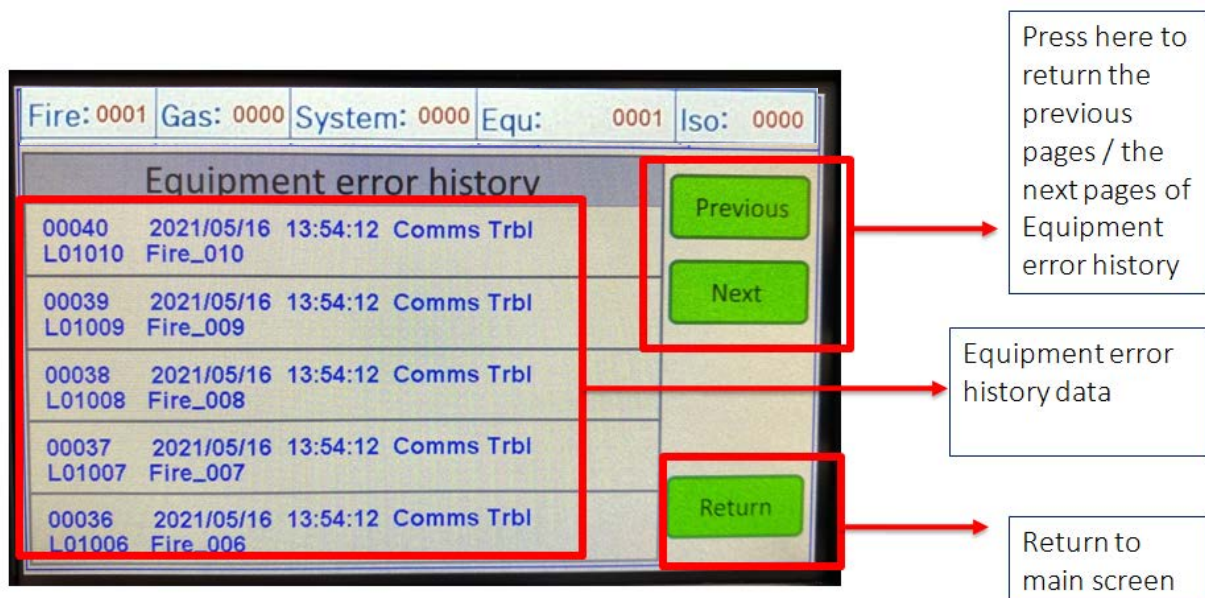 Fire: 0001 Gas: 0000 System: 0000 Equ: 0001 Iso: 0000
Equipment error history
00040 2021/05/16 13:54:12 Comms Trbl
L01010 Fire_010
00039 2021/05/16 13:54:12 Comms Trbl
L01009 Fire_009
00038 2021/05/16 13:54:12 Comms Trbl
L01008 Fire_008
00037 2021/05/16 13:54:12 Comms Trbl
L01007 Fire_007
00036 2021/05/16 13:54:12 Comms Trbl
L01006 Fire_006
Previous
Next
Return
Press here to
return the
previous
pages / the
next pages of
Equipment
error history
Equipment error
history data
Return to
main screen